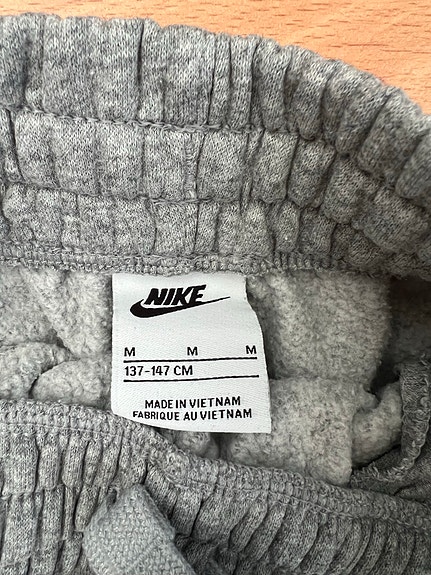 NIKE
M M M
137-147 CM
MADE IN VIETNAM
FABRIQUE AU VIETNAM